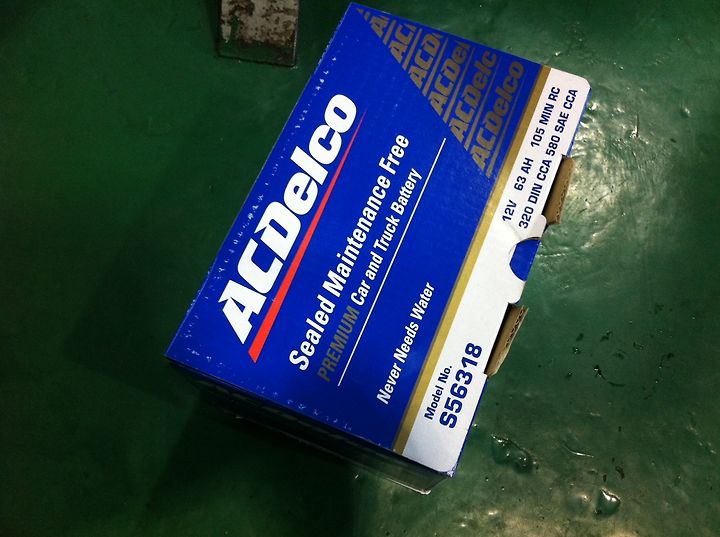 ACDelco
ACDelco
ACDelco
ACDelco
ACDelco
Sealed Maintenance Free
PREMIUM Car and Truck Battery
Never Needs Water
12V 63 AH 105 MIN RC
320 DIN CCA 580 SAE CCA
Model No.
S56318